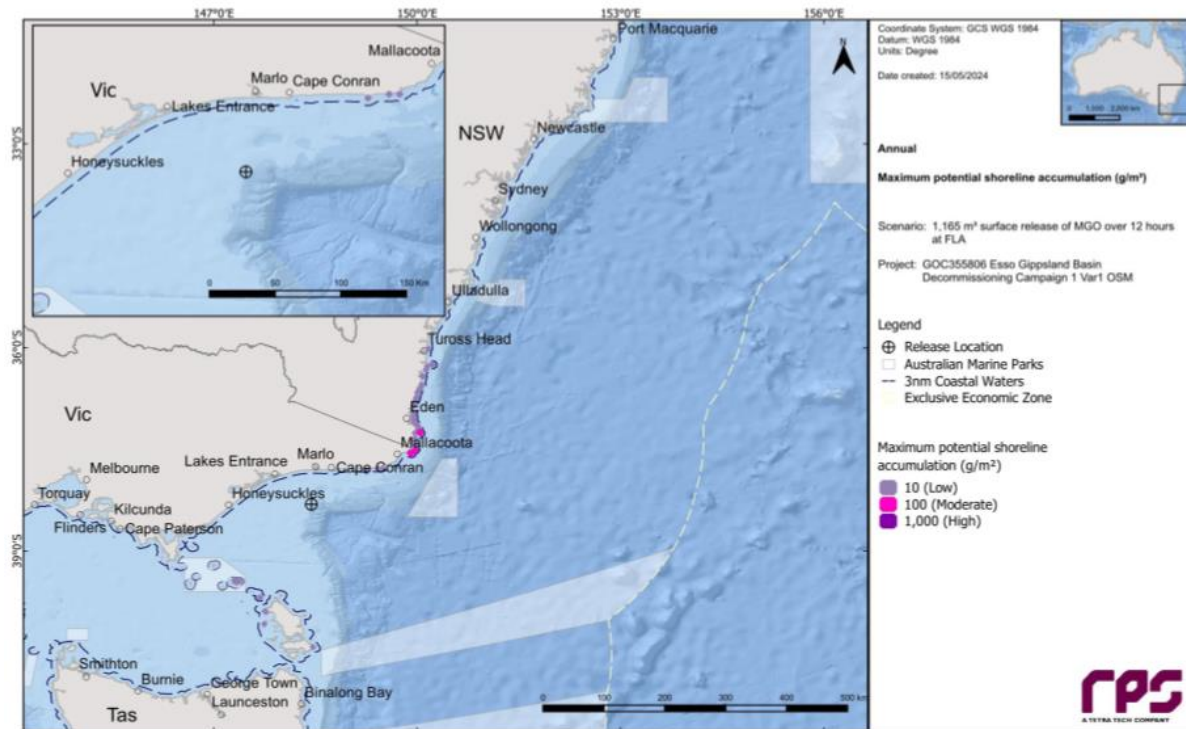 147°0'E
150°0'E
153°0'E
156°0'E
33°0'S
36°0'S
39°0'S
Vic
Mallacoota
Marlo
Cape Conran
Lakes Entrance
Honeysuckles
0 50 100 150 Km
Port Macquarie
NSW
Newcastle
Sydney
Wollongong
Ulladulla
Tuross Head
Eden
Vic
Mallacoota
Marlo
Lakes Entrance
Cape Conran
Melbourne
Honeysuckles
Torquay
Kilcunda
Flinders
Cape Paterson
Smithton
Burnie
George Town
Launceston
Binalong Bay
Tas
0 100 200 300 400 500 km
N
Coordinate System: GCS WGS 1984
Datum: WGS 1984
Units: Degree
Date created: 15/05/2024
0 1,000 2,000 km
Annual
Maximum potential shoreline accumulation (g/m²)
Scenario: 1,165 m³ surface release of MGO over 12 hours
at FLA
Project: GOC355806 Esso Gippsland Basin
Decommissioning Campaign 1 Var1 OSM
Legend
Release Location
Australian Marine Parks
3nm Coastal Waters
Exclusive Economic Zone
Maximum potential shoreline
accumulation (g/m²)
10 (Low)
100 (Moderate)
1,000 (High)
rps
A TETRA TECH COMPANY